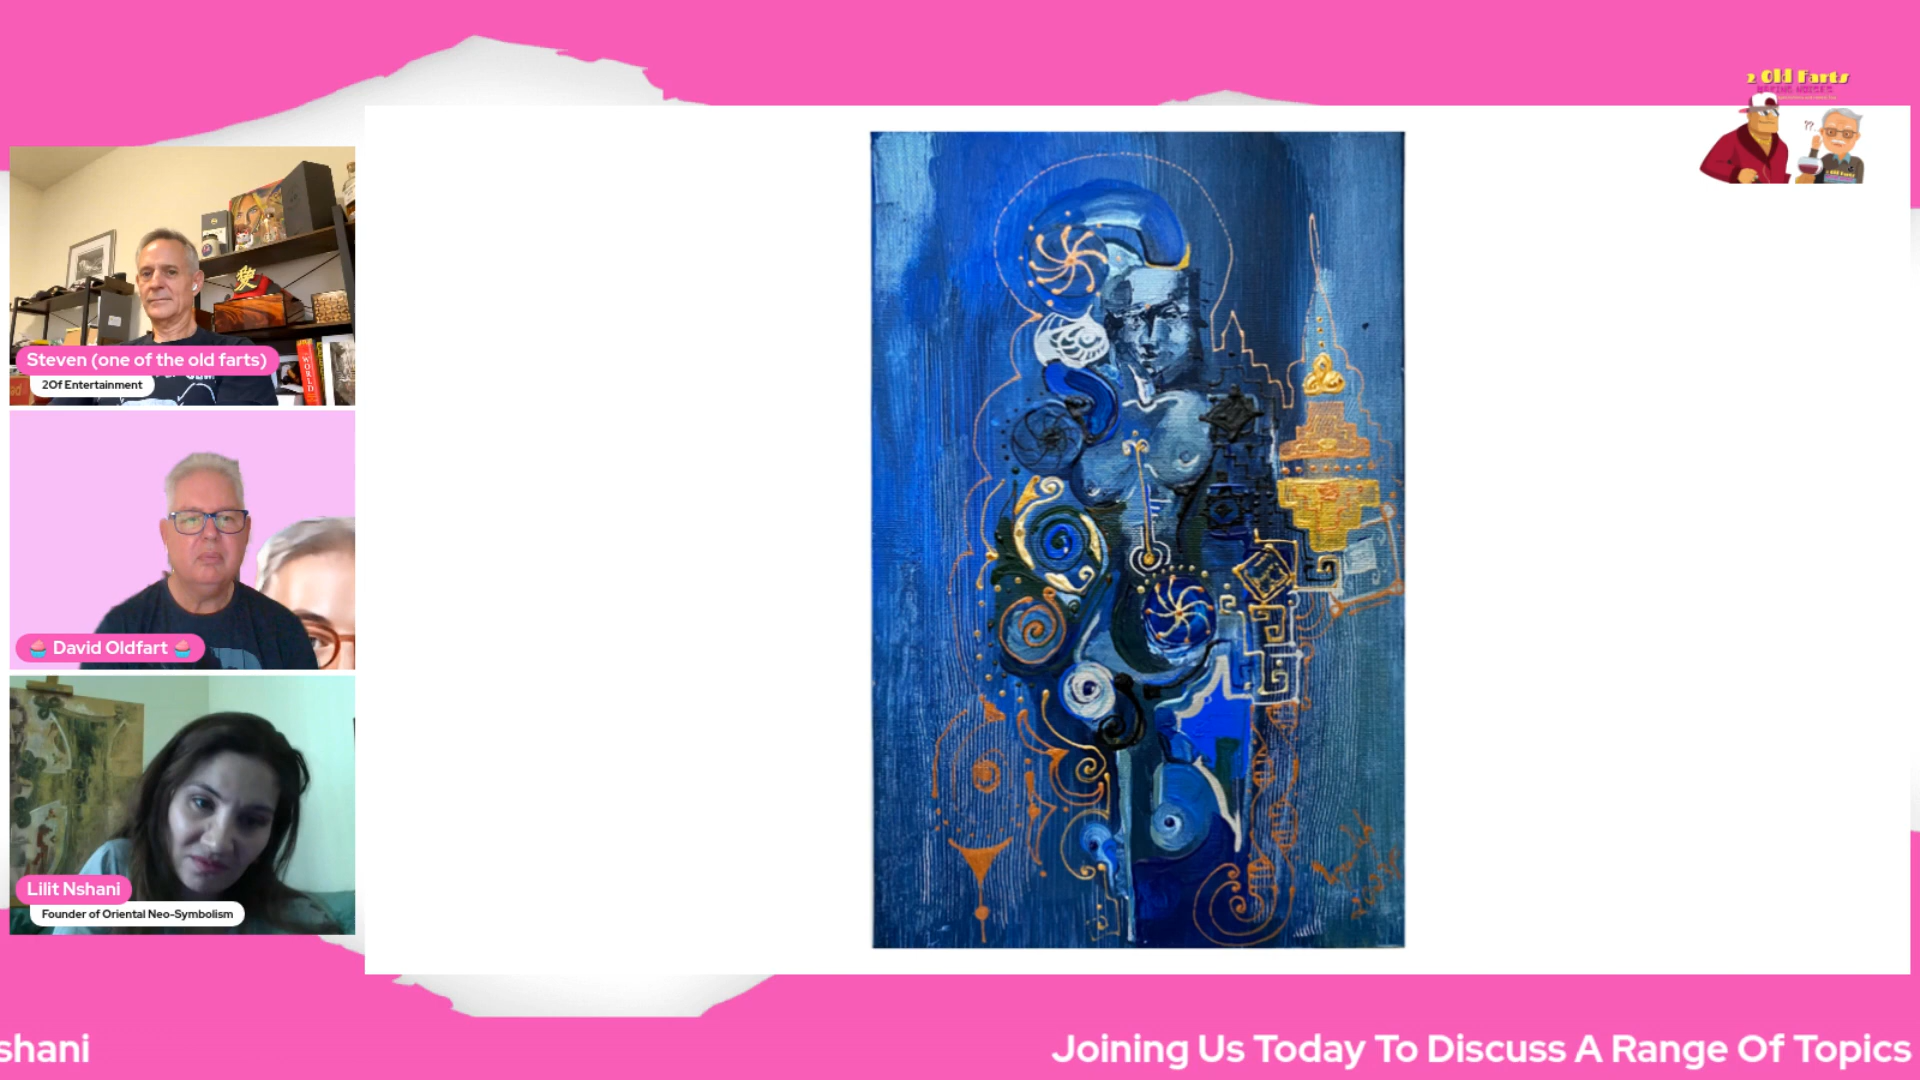 2 Old Farts
Steven (one of the old farts)
2Of Entertainment
WORLD
David Oldfart
Lilit Nshani
Founder of Oriental Neo-Symbolism
shani
Joining Us Today To Discuss A Range Of Topics